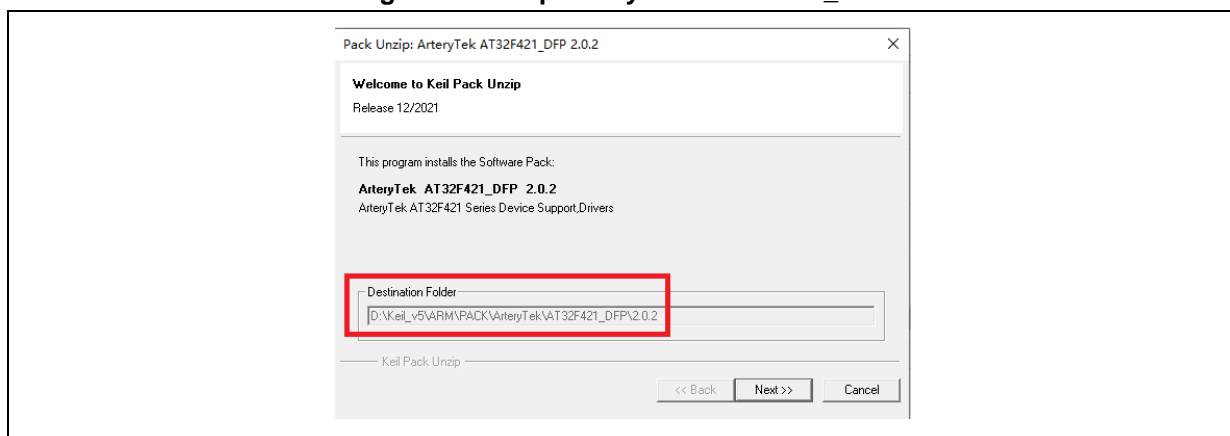 Pack Unzip: ArteryTek AT32F421_DFP 2.0.2
Welcome to Keil Pack Unzip
Release 12/2021
This program installs the Software Pack:
ArteryTek AT32F421_DFP 2.0.2
ArteryTek AT32F421 Series Device Support,Drivers
Destination Folder
D:\Keil_v5\ARM\PACK\ArteryTek\AT32F421_DFP\2.0.2
Keil Pack Unzip
<< Back Next >> Cancel